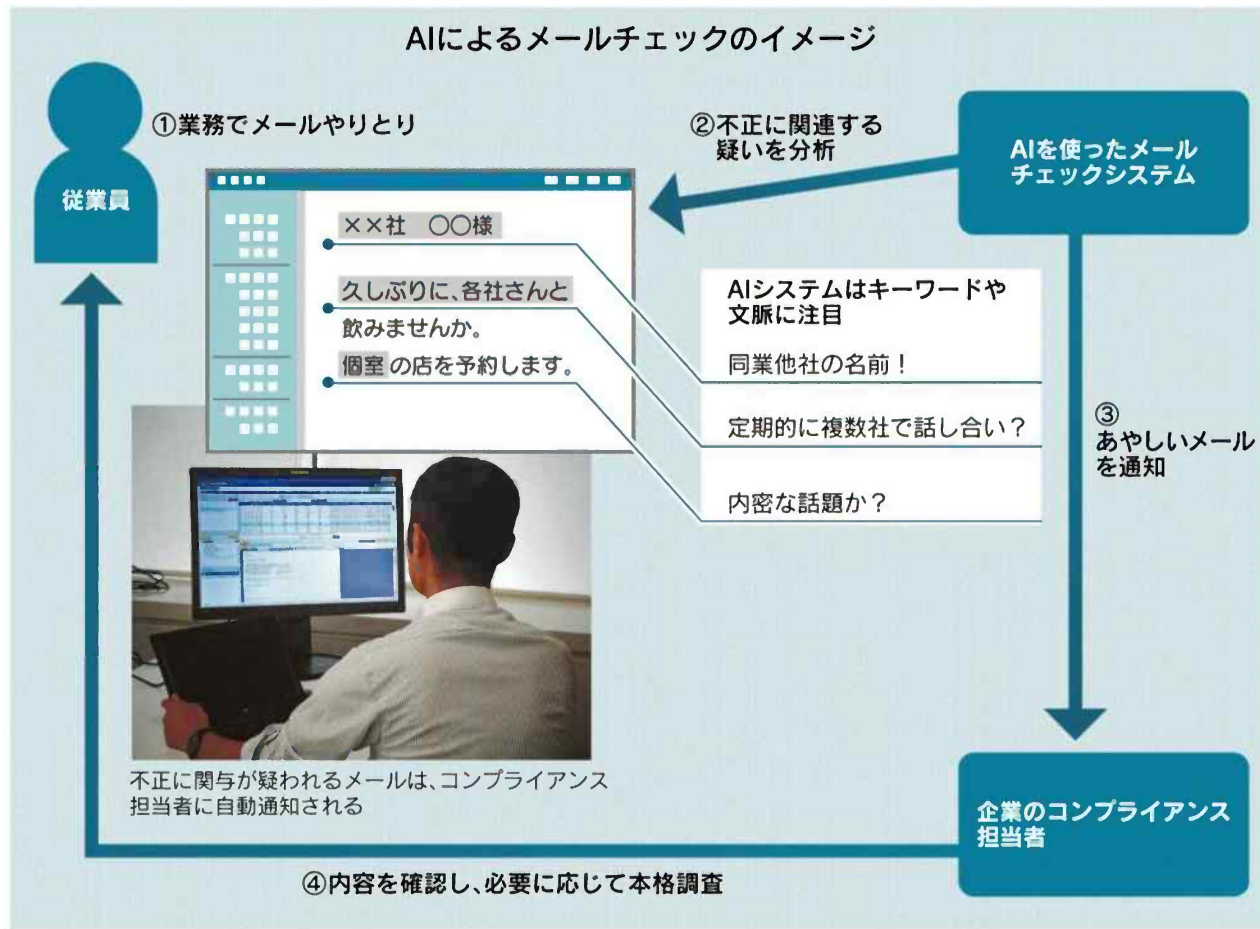 AIによるメールチェックのイメージ
従業員
①業務でメールやりとり
②不正に関連する
疑いを分析
AIを使ったメール
チェックシステム
××社　〇〇様
久しぶりに、各社さんと
飲みませんか。
個室の店を予約します。
AIシステムはキーワードや
文脈に注目
同業他社の名前！
定期的に複数社で話し合い？
内密な話題か？
③
あやしいメール
を通知
不正に関与が疑われるメールは、コンプライアンス
担当者に自動通知される
企業のコンプライアンス
担当者
④内容を確認し、必要に応じて本格調査